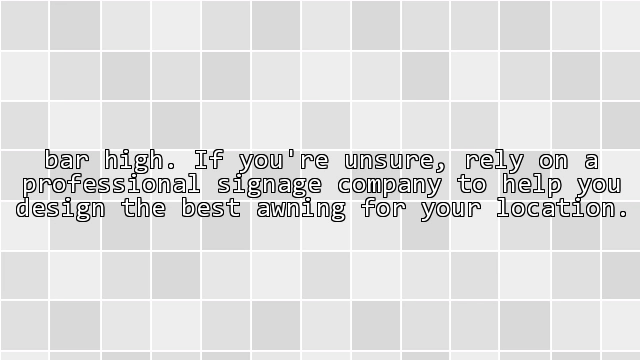 bar high. If you're unsure, rely on a
professional signage company to help you
design the best awning for your location.